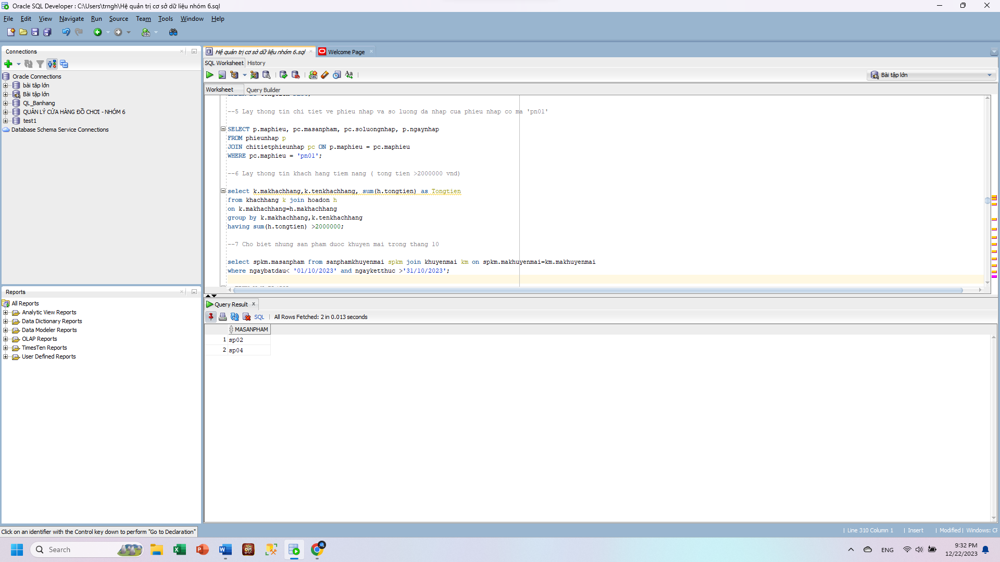 Oracle SQL Developer : C:\Users\trngh\Hệ quản trị cơ sở dữ liệu nhóm 6.sql
File Edit View Navigate Run Source Team Tools Window Help
Connections
Oracle Connections
bài tập lớn
Bài tập lớn
QL_Banhang
QUẢN LÝ CỬA HÀNG ĐỒ CHƠI - NHÓM 6
test1
Database Schema Service Connections
Reports
All Reports
Analytic View Reports
Data Dictionary Reports
Data Modeler Reports
OLAP Reports
TimesTen Reports
User Defined Reports
Hệ quản trị cơ sở dữ liệu nhóm 6.sql
Welcome Page
SQL Worksheet History
Bài tập lớn
Worksheet Query Builder
--5 Lay thong tin chi tiet ve phieu nhap va so luong da nhap cua phieu nhap co ma 'pn01'
SELECT p.maphieu, pc.masanpham, pc.soluongnhap, p.ngaynhap
FROM phieunhap p
JOIN chitietphieunhap pc ON p.maphieu = pc.maphieu
WHERE pc.maphieu = 'pn01';
--6 Lay thong tin khach hang tiem nang ( tong tien >2000000 vnd)
select k.makhachhang,k.tenkhachhang, sum(h.tongtien) as Tongtien
from khachhang k join hoadon h
on k.makhachhang=h.makhachhang
group by k.makhachhang,k.tenkhachhang
having sum(h.tongtien) >2000000;
--7 Cho biet nhung san pham duoc khuyen mai trong thang 10
select spkm.masanpham from sanphamkhuyenmai spkm join khuyenmai km on spkm.makhuyenmai=km.makhuyenmai
where ngaybatdau< '01/10/2023' and ngayketthuc >'31/10/2023';
Query Result
SQL | All Rows Fetched: 2 in 0.013 seconds
MASANPHAM
1 sp02
2 sp04
Click on an identifier with the Control key down to perform "Go to Declaration"
| Line 310 Column 1 | Insert | Modified | Windows: CF
Search
ENG
9:32 PM
12/22/2023